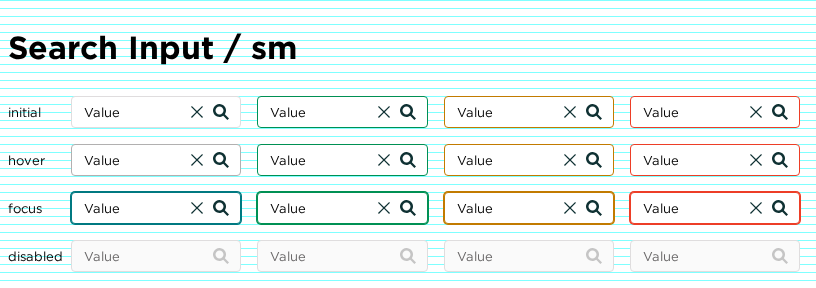 Search Input / sm
initial Value Value Value Value
hover Value Value Value Value
focus Value Value Value Value
disabled Value Value Value Value